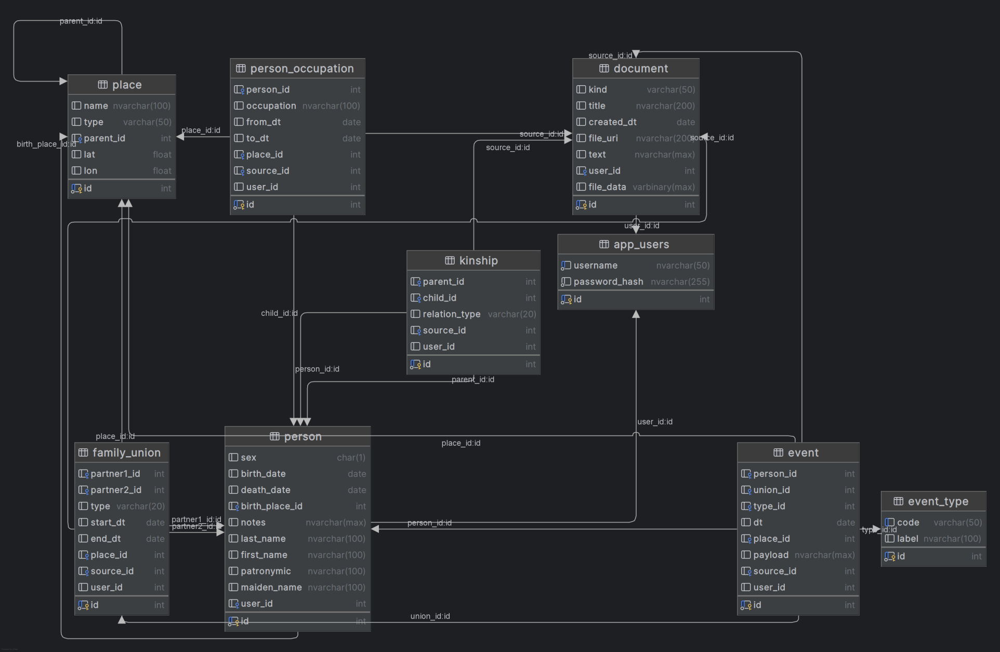 parent_id:id
place
name nvarchar(100)
type varchar(50)
parent_id int
lat float
lon float
id int
birth_place_id:id
place_id:id
person_occupation
person_id int
occupation nvarchar(100)
from_dt date
to_dt date
place_id int
source_id int
user_id int
id int
source_id:id
document
kind varchar(50)
title nvarchar(200)
created_dt date
file_uri nvarchar(200)
text nvarchar(max)
user_id int
file_data varbinary(max)
id int
source_id:id
source_id:id
source_id:id
user_id:id
app_users
username nvarchar(50)
password_hash nvarchar(255)
id int
kinship
parent_id int
child_id int
relation_type varchar(20)
source_id int
user_id int
id int
child_id:id
person_id:id
parent_id:id
user_id:id
place_id:id
place_id:id
family_union
partner1_id int
partner2_id int
type varchar(20)
start_dt date
end_dt date
place_id int
source_id int
user_id int
id int
partner1_id:id
partner2_id:id
person
sex char(1)
birth_date date
death_date date
birth_place_id int
notes nvarchar(max)
last_name nvarchar(100)
first_name nvarchar(100)
patronymic nvarchar(100)
maiden_name nvarchar(100)
user_id int
id int
person_id:id
union_id:id
event
person_id int
union_id int
type_id int
dt date
place_id int
payload nvarchar(max)
source_id int
user_id int
id int
type_id:id
event_type
code varchar(50)
label nvarchar(100)
id int